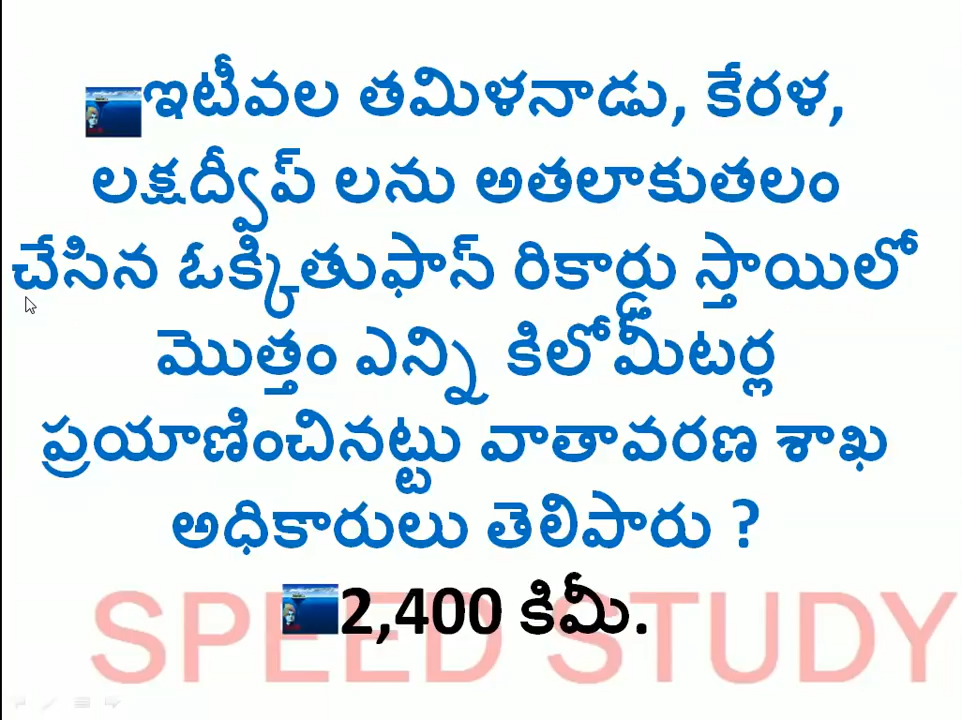 ఇటీవల తమిళనాడు, కేరళ,
లక్షద్వీప్ లను అతలాకుతలం
చేసిన ఓక్కితుఫాస్ రికార్డు స్తాయిలో
మొత్తం ఎన్ని కిలోమీటర్ల
ప్రయాణించినట్టు వాతావరణ శాఖ
అధికారులు తెలిపారు ?
2,400 కిమీ.
SPEED STUDY